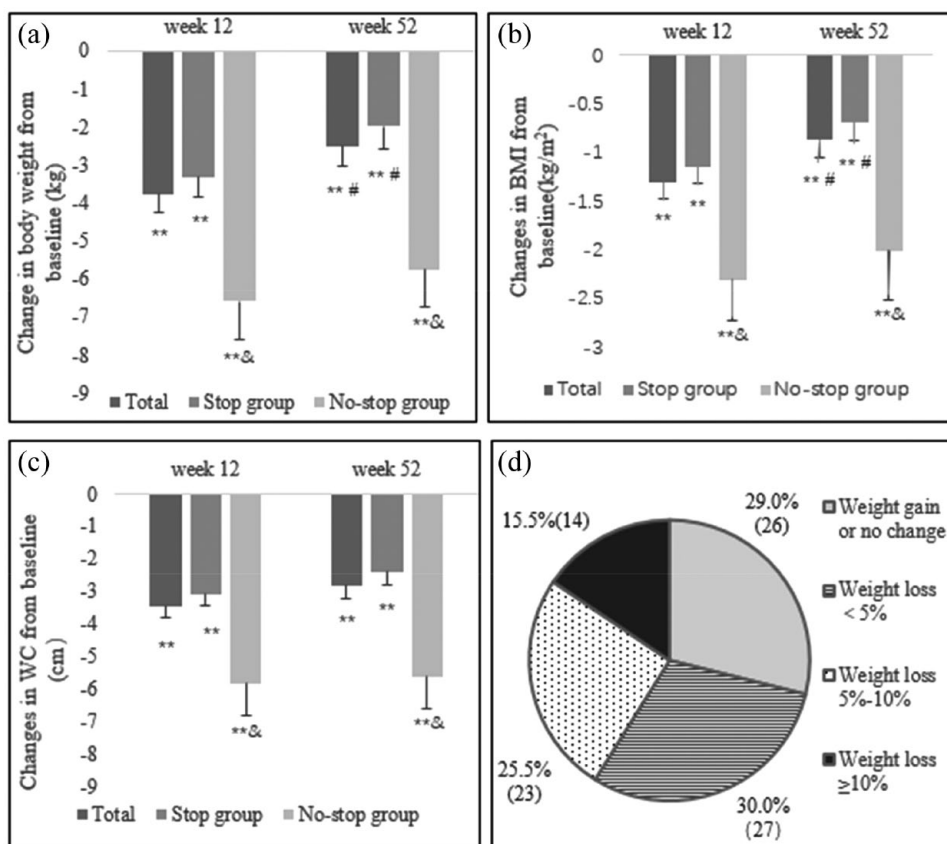 (a)
week 12
week 52
Change in body weight from
baseline (kg)
0
-1
-2
-3
-4
-5
-6
-7
-8
-9
**
**
**&
** #
** #
**&
Total
Stop group
No-stop group
(b)
week 12
week 52
Changes in BMI from
baseline(kg/m²)
0
-0.5
-1
-1.5
-2
-2.5
-3
**
**
**&
** #
** #
**&
Total
Stop group
No-stop group
(c)
week 12
week 52
Changes in WC from baseline
(cm)
0
-1
-2
-3
-4
-5
-6
-7
-8
-9
**
**
**&
**
**
**&
Total
Stop group
No-stop group
(d)
29.0%
(26)
15.5%(14)
25.5%
(23)
30.0%
(27)
Weight gain
or no change
Weight loss
< 5%
Weight loss
5%-10%
Weight loss
≥10%